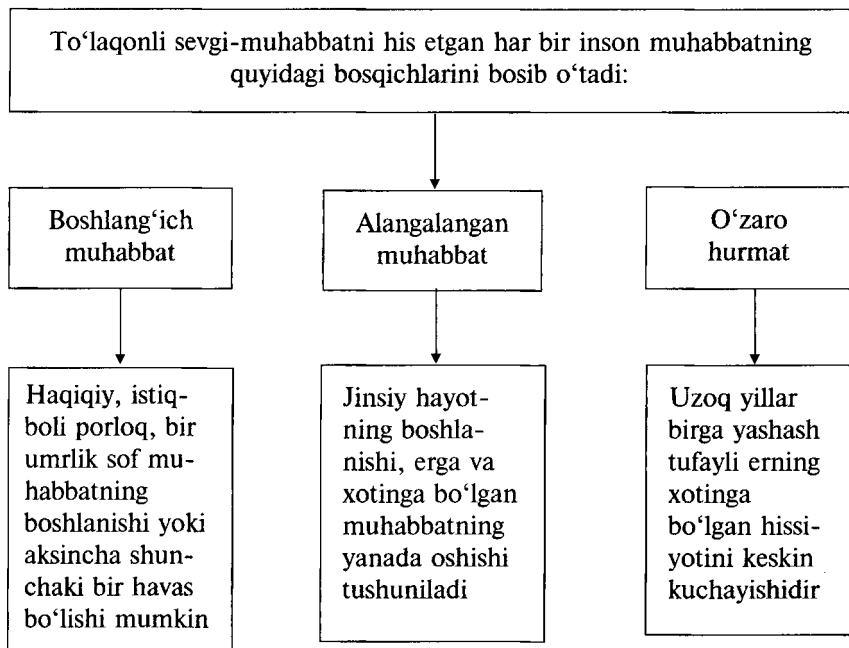 To‘laqonli sevgi-muhabbatni his etgan har bir inson muhabbatning
quyidagi bosqichlarini bosib o‘tadi:
Boshlang‘ich
muhabbat
Alangalangan
muhabbat
O‘zaro
hurmat
Haqiqiy, istiq-
boli porloq, bir
umrlik sof mu-
habbatning
boshlanishi yoki
aksincha shun-
chaki bir havas
bo‘lishi mumkin
Jinsiy hayot-
ning boshla-
nishi, erga va
xotinga bo‘lgan
muhabbatning
yanada oshishi
tushuniladi
Uzoq yillar
birga yashash
tufayli erning
xotinga
bo‘lgan hissi-
yotini keskin
kuchayishidir